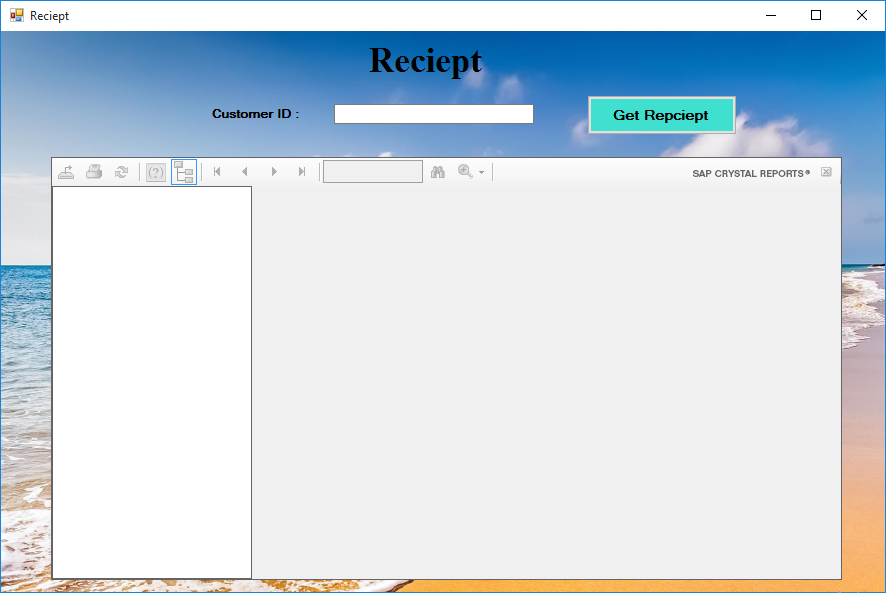 Reciept
Reciept
Customer ID :
Get Repciept
(?)
SAP CRYSTAL REPORTS®